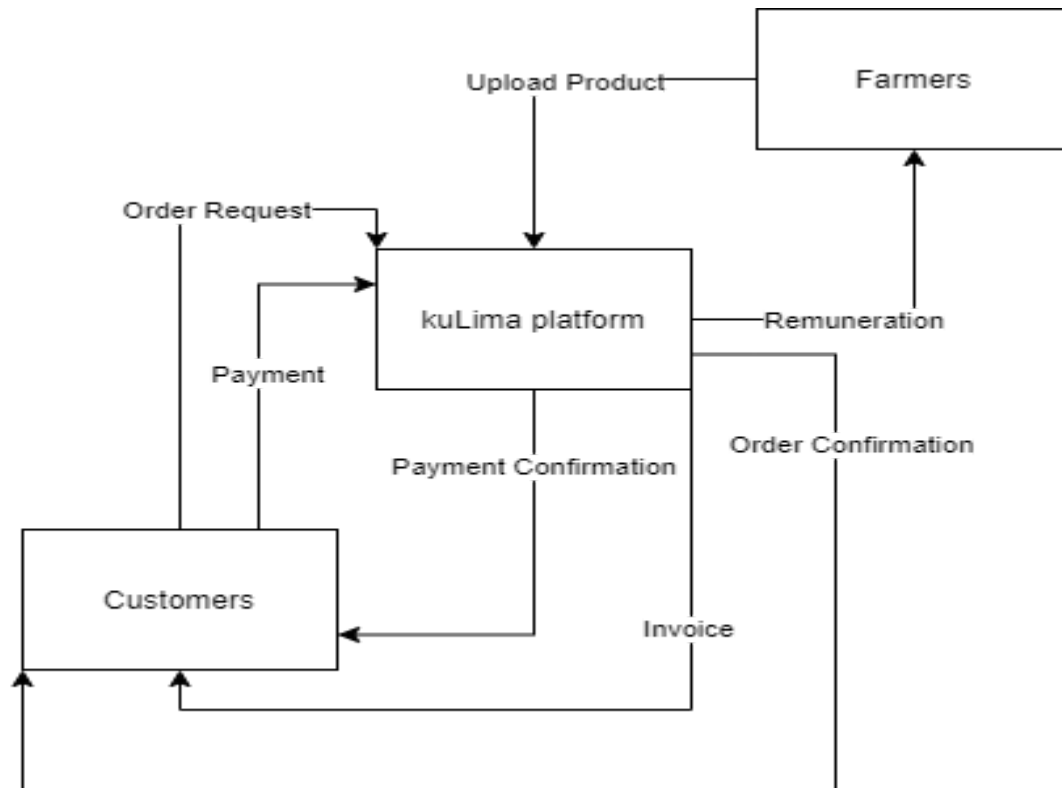 Farmers
Upload Product
Order Request
kuLima platform
Remuneration
Payment
Order Confirmation
Payment Confirmation
Customers
Invoice